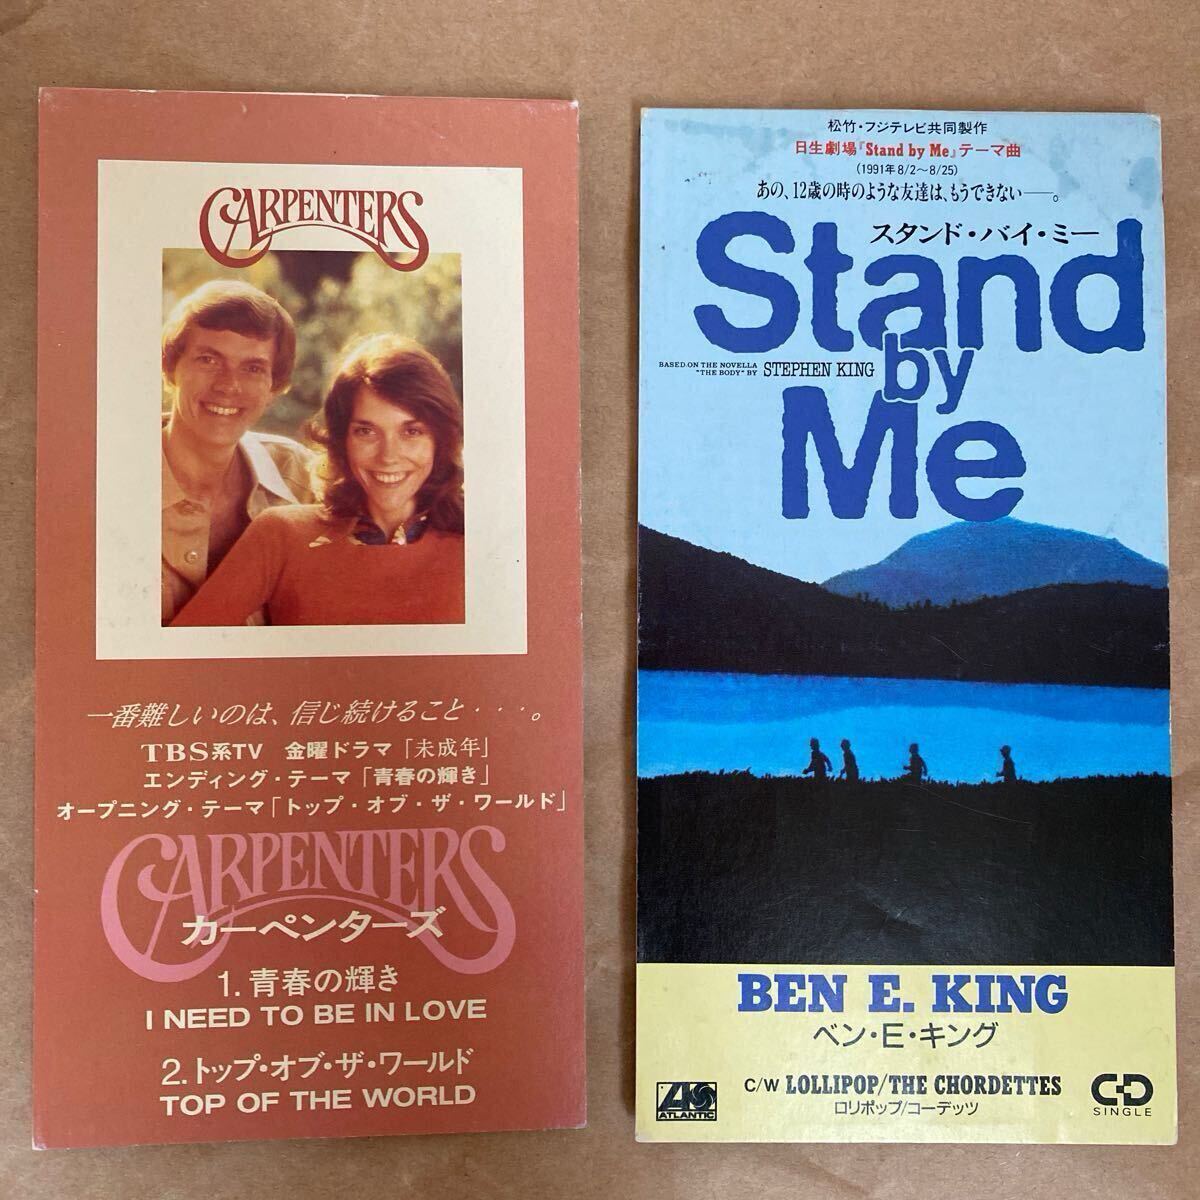 CARPENTERS
一番難しいのは、信じ続けること・・・・。
TBS系TV 金曜ドラマ「未成年」
エンディング・テーマ「青春の輝き」
オープニング・テーマ「トップ・オブ・ザ・ワールド」
CARPENTERS
カーペンターズ
1. 青春の輝き
I NEED TO BE IN LOVE
2. トップ・オブ・ザ・ワールド
TOP OF THE WORLD
松竹・フジテレビ共同製作
日生劇場『Stand by Me』テーマ曲
(1991年8/2〜8/25)
あの、12歳の時のような友達は、もうできない——。
スタンド・バイ・ミー
Stand
by
Me
BASED ON THE NOVELLA
"THE BODY" BY STEPHEN KING
BEN E. KING
ベン・E・キング
C/W LOLLIPOP/THE CHORDETTES
ロリポップ/コーデッツ
ATLANTIC
CD
SINGLE